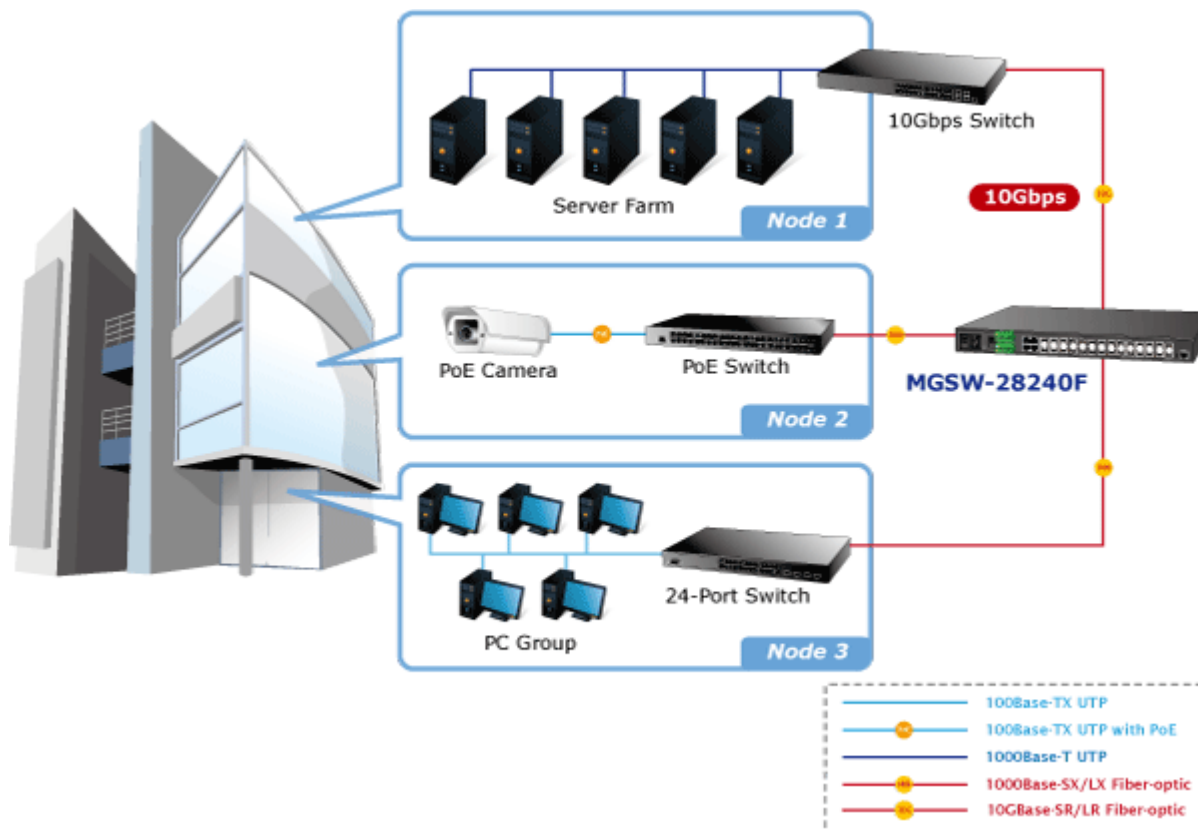 10Gbps Switch
Server Farm
Node 1
10Gbps
PoE Camera
PoE Switch
MGSW-28240F
Node 2
24-Port Switch
PC Group
Node 3
100Base-TX UTP
100Base-TX UTP with PoE
1000Base-T UTP
1000Base-SX/LX Fiber-optic
10GBase-SR/LR Fiber-optic